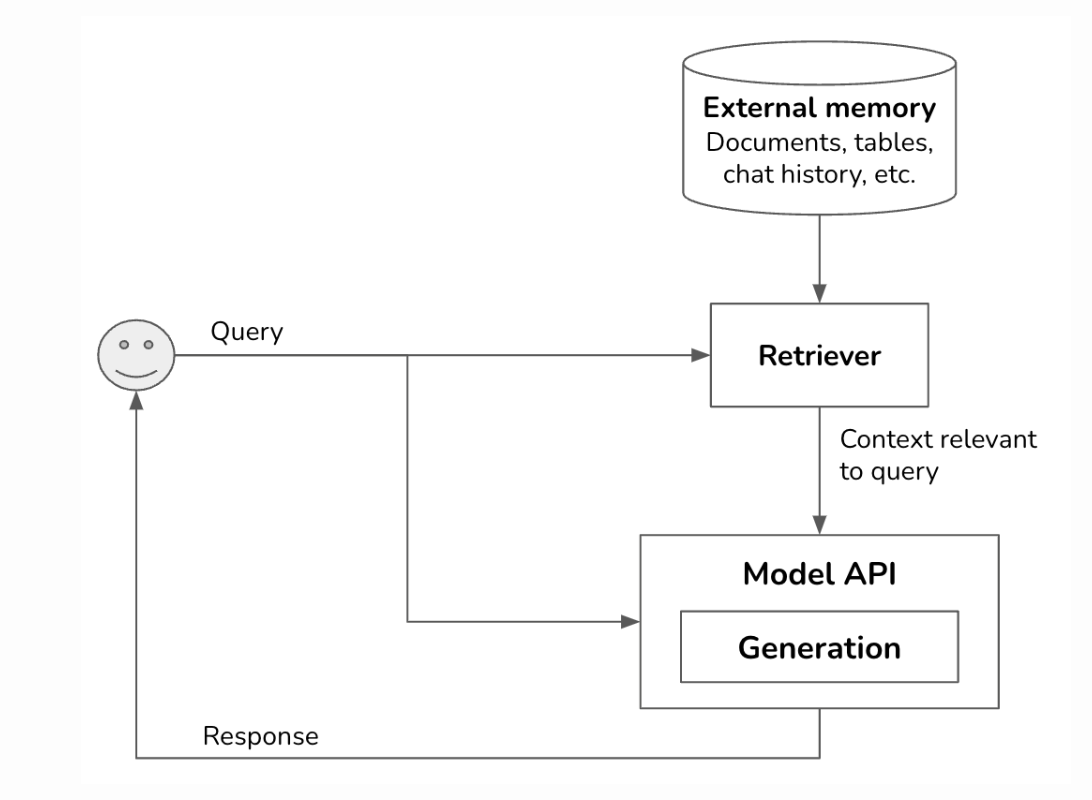 External memory
Documents, tables,
chat history, etc.
Query
Retriever
Context relevant
to query
Model API
Generation
Response